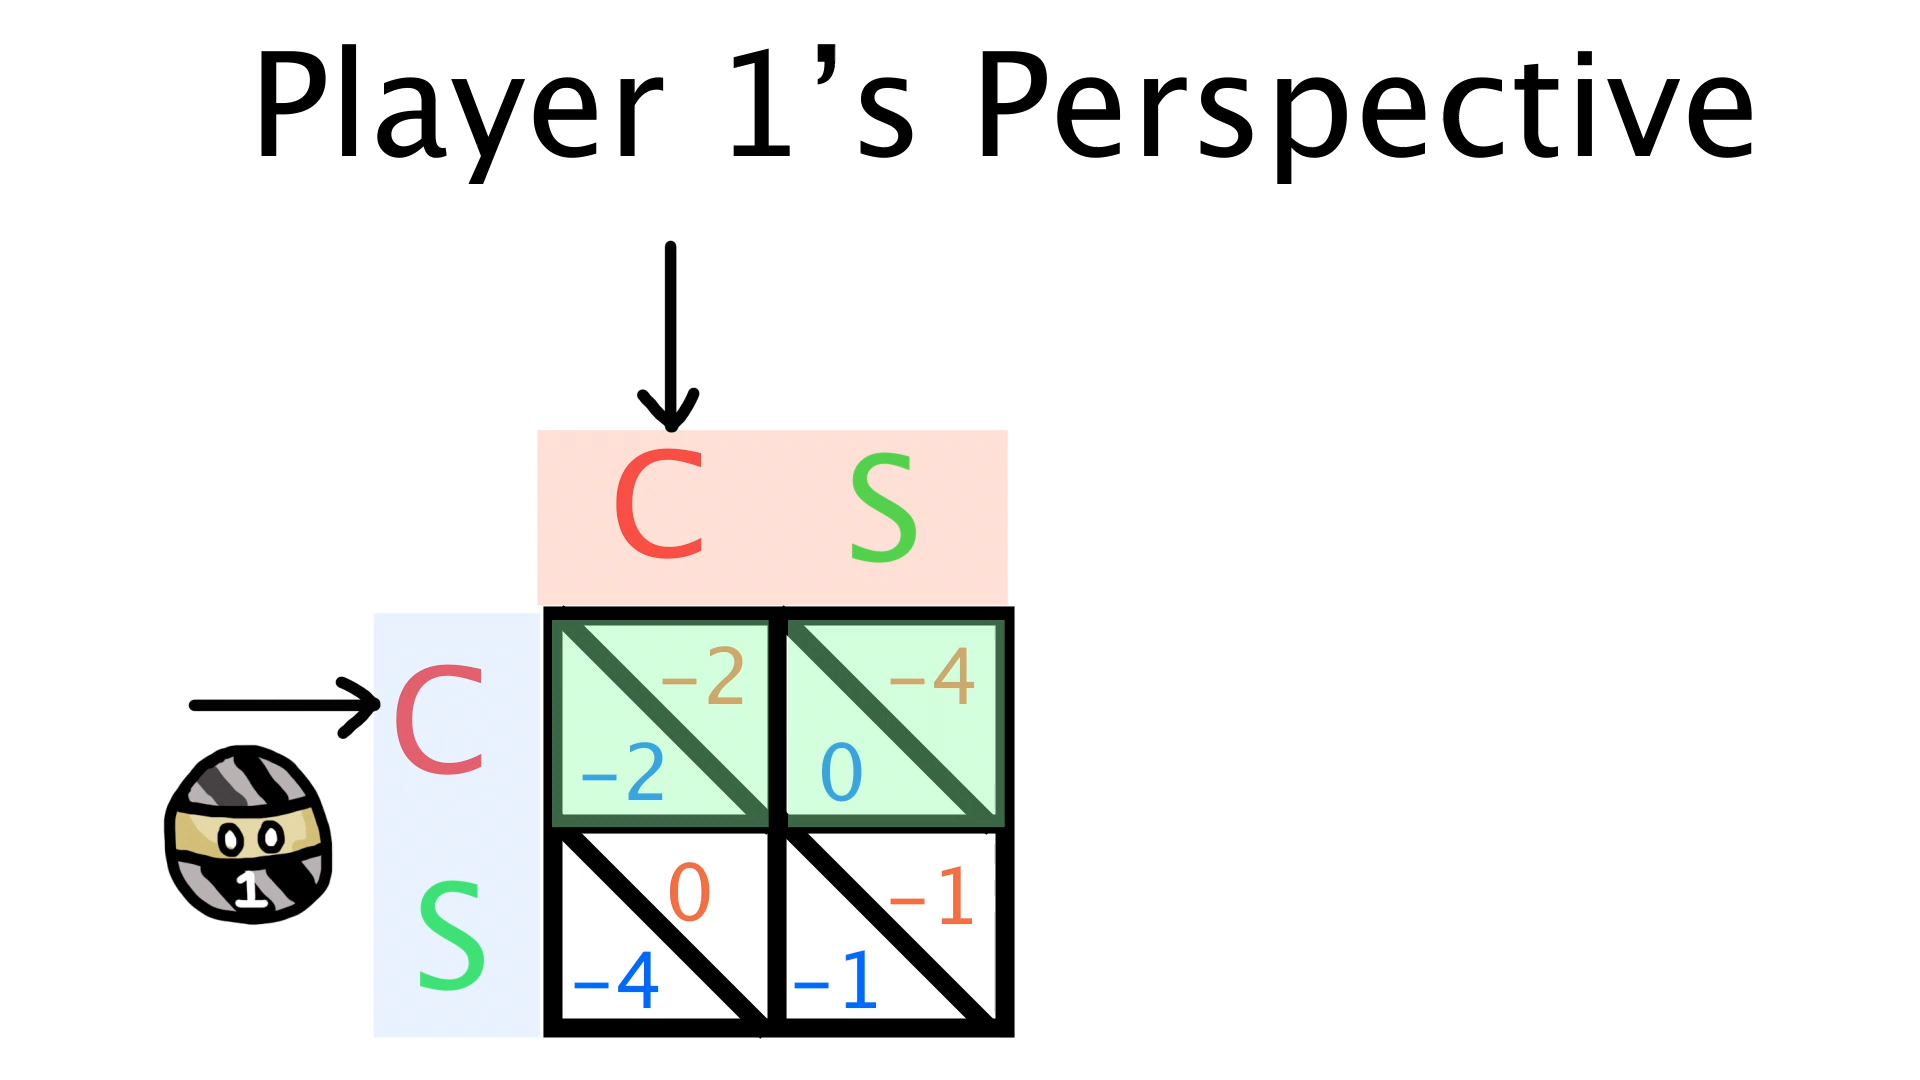 Player 1’s Perspective
C S
C -2 -4
-2 0
1
S 0 -1
-4 -1